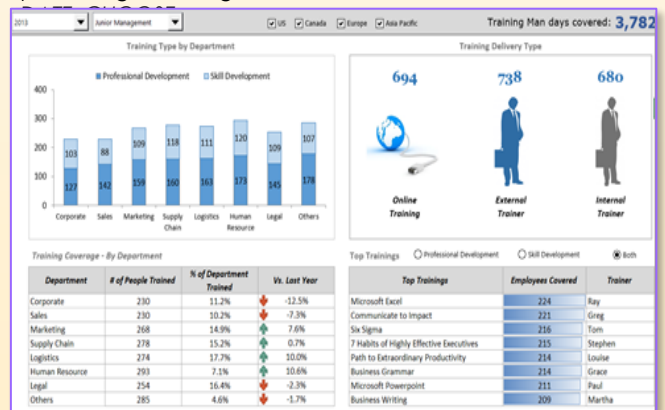 DATE CHOOSE
2013 Junior Management US Canada Europe Asia Pacific Training Man days covered: 3,782
Training Type by Department
Professional Development Skill Development
400
300
200
100
0
103 88 109 118 111 120 109 107
127 142 159 160 163 173 145 178
Corporate Sales Marketing Supply Chain Logistics Human Resource Legal Others
Training Delivery Type
694 738 680
Online Training External Trainer Internal Trainer
Training Coverage - By Department
Department # of People Trained % of Department Trained Vs. Last Year
Corporate 230 11.2% -12.5%
Sales 230 10.2% -7.3%
Marketing 268 14.9% 7.6%
Supply Chain 278 15.2% 0.7%
Logistics 274 17.7% 10.0%
Human Resource 293 7.1% 10.6%
Legal 254 16.4% -2.3%
Others 285 4.6% -1.7%
Top Trainings Professional Development Skill Development Both
Top Trainings Employees Covered Trainer
Microsoft Excel 224 Ray
Communicate to Impact 221 Greg
Six Sigma 216 Tom
7 Habits of Highly Effective Executives 215 Stephen
Path to Extraordinary Productivity 214 Louise
Business Grammar 214 Grace
Microsoft Powerpoint 211 Paul
Business Writing 209 Martha